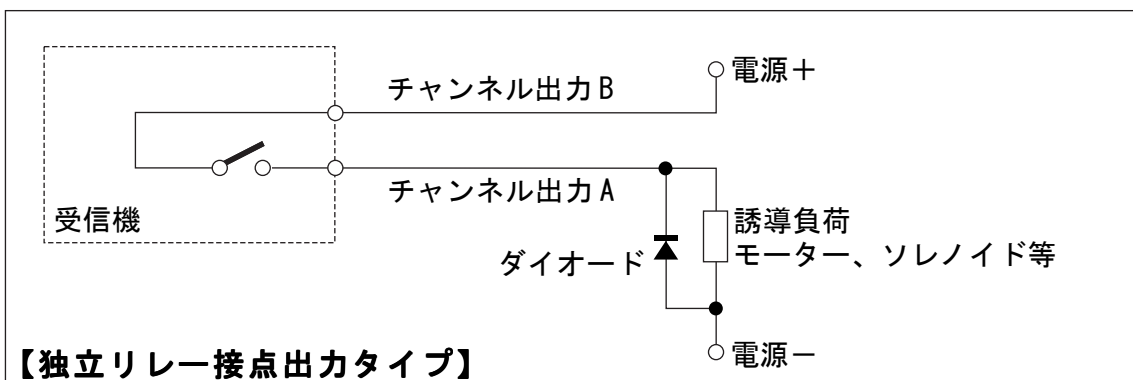 チャンネル出力B
電源＋
チャンネル出力A
受信機
誘導負荷
モーター、ソレノイド等
ダイオード
【独立リレー接点出力タイプ】
電源－